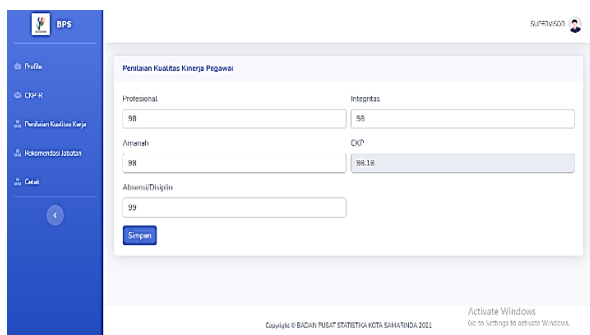 BPS
SUPERVISOR
Profile
CKP-R
Penilaian Kualitas Kerja
Rekomendasi Jabatan
Cetak
Penilaian Kualitas Kinerja Pegawai
Profesional
Integritas
98
98
Amanah
CKP
98
98.18
Absensi/Disiplin
99
Simpan
Activate Windows
Go to Settings to activate Windows.
Copyright © BADAN PUSAT STATISTIKA KOTA SAMARINDA 2021